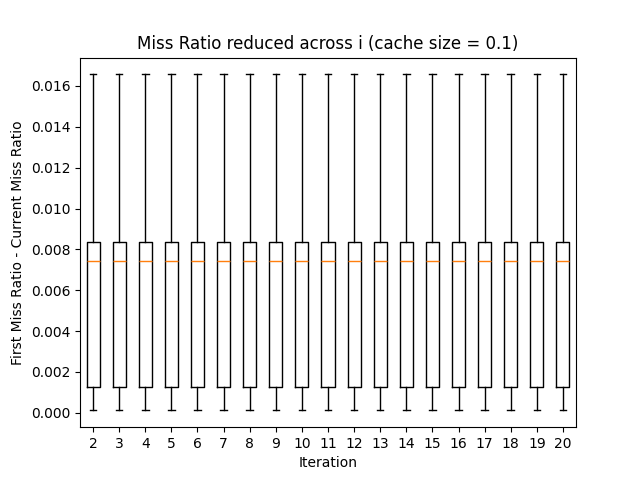 Miss Ratio reduced across i (cache size = 0.1)
First Miss Ratio - Current Miss Ratio
0.016
0.014
0.012
0.010
0.008
0.006
0.004
0.002
0.000
2 3 4 5 6 7 8 9 10 11 12 13 14 15 16 17 18 19 20
Iteration